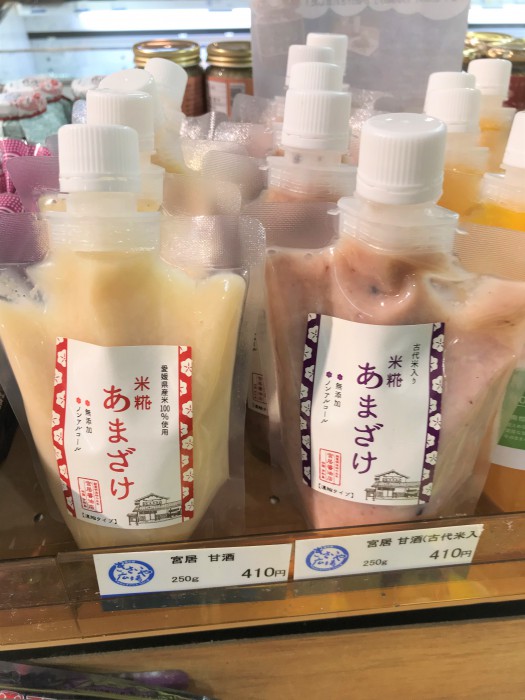 愛媛県産米100%使用
米糀
あまざけ
●無添加
●ノンアルコール
【濃縮タイプ】
古代米入り
米糀
あまざけ
●無添加
●ノンアルコール
【濃縮タイプ】
宮居 甘酒
250g 410円
宮居 甘酒(古代米入
250g 410円